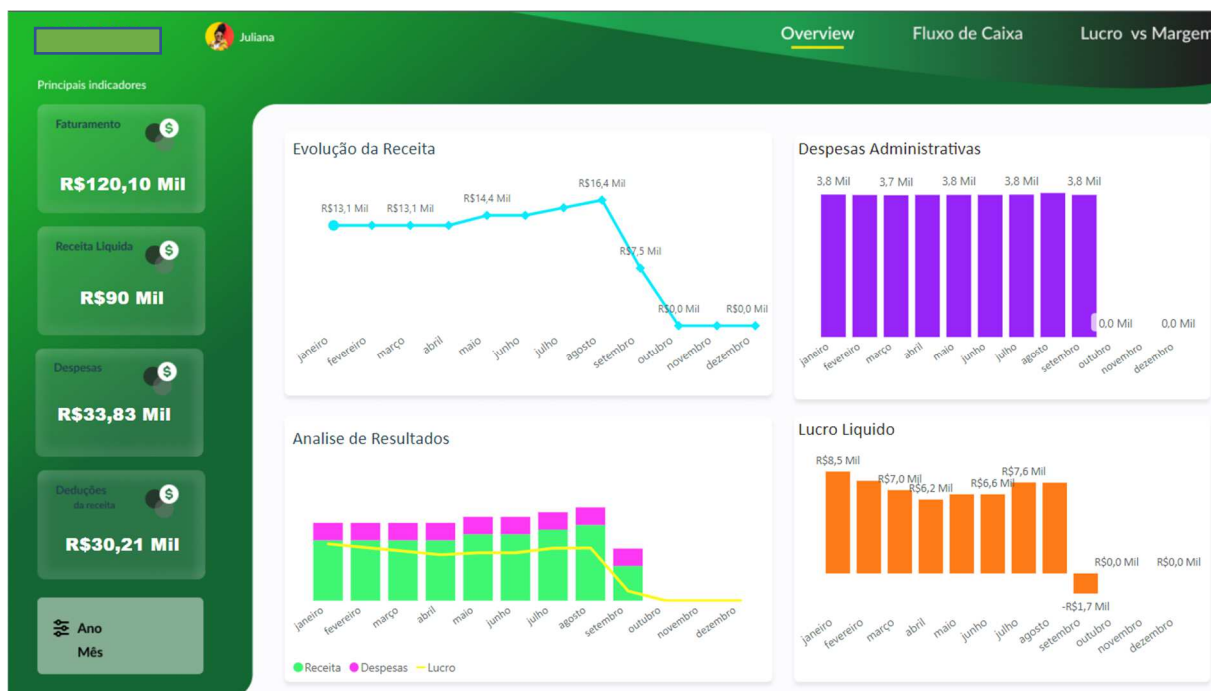 Juliana
Overview
Fluxo de Caixa
Lucro vs Margem
Principais indicadores
Faturamento
$
R$120,10 Mil
Receita Liquida
$
R$90 Mil
Despesas
$
R$33,83 Mil
Deduções
da receita
$
R$30,21 Mil
Ano
Mês
Evolução da Receita
R$13,1 Mil
R$13,1 Mil
R$14,4 Mil
R$16,4 Mil
R$7,5 Mil
R$0,0 Mil
R$0,0 Mil
janeiro
fevereiro
março
abril
maio
junho
julho
agosto
setembro
outubro
novembro
dezembro
Despesas Administrativas
3,8 Mil
3,7 Mil
3,8 Mil
3,8 Mil
3,8 Mil
0,0 Mil
0,0 Mil
janeiro
fevereiro
março
abril
maio
junho
julho
agosto
setembro
outubro
novembro
dezembro
Analise de Resultados
janeiro
fevereiro
março
abril
maio
junho
julho
agosto
setembro
outubro
novembro
dezembro
Receita
Despesas
Lucro
Lucro Liquido
R$8,5 Mil
R$7,0 Mil
R$6,2 Mil
R$6,6 Mil
R$7,6 Mil
-R$1,7 Mil
R$0,0 Mil
R$0,0 Mil
janeiro
fevereiro
março
abril
maio
junho
julho
agosto
setembro
outubro
novembro
dezembro